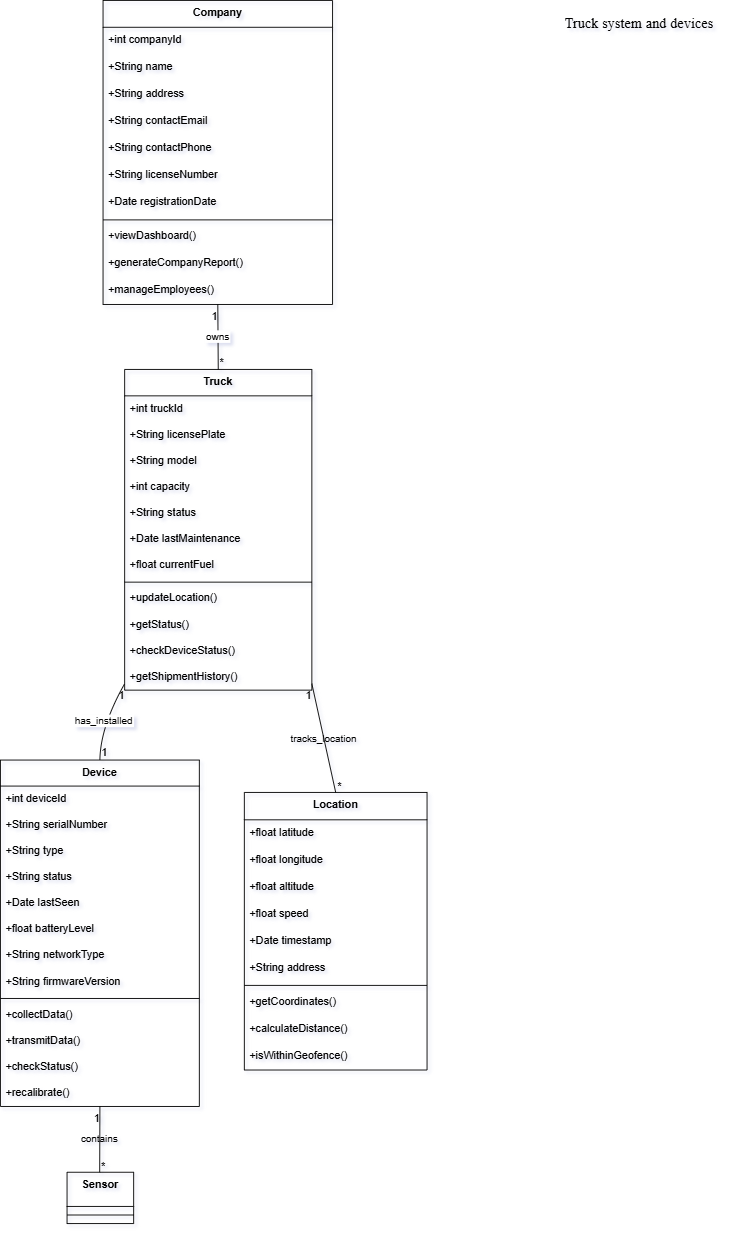 Company
Truck system and devices
+int companyId
+String name
+String address
+String contactEmail
+String contactPhone
+String licenseNumber
+Date registrationDate
+viewDashboard()
+generateCompanyReport()
+manageEmployees()
1
owns
*
Truck
+int truckId
+String licensePlate
+String model
+int capacity
+String status
+Date lastMaintenance
+float currentFuel
+updateLocation()
+getStatus()
+checkDeviceStatus()
+getShipmentHistory()
1
1
has_installed
tracks_location
1
*
Device
+int deviceId
+String serialNumber
+String type
+String status
+Date lastSeen
+float batteryLevel
+String networkType
+String firmwareVersion
+collectData()
+transmitData()
+checkStatus()
+recalibrate()
Location
+float latitude
+float longitude
+float altitude
+float speed
+Date timestamp
+String address
+getCoordinates()
+calculateDistance()
+isWithinGeofence()
1
contains
*
Sensor